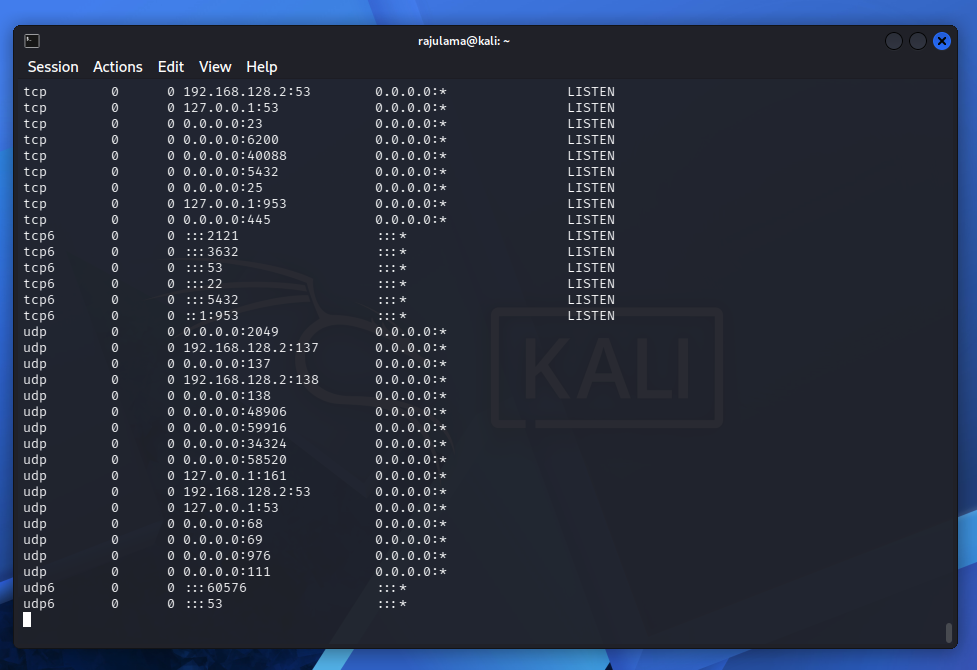 rajulama@kali: ~
Session Actions Edit View Help
tcp 0 0 192.168.128.2:53 0.0.0.0:* LISTEN
tcp 0 0 127.0.0.1:53 0.0.0.0:* LISTEN
tcp 0 0 0.0.0.0:23 0.0.0.0:* LISTEN
tcp 0 0 0.0.0.0:6200 0.0.0.0:* LISTEN
tcp 0 0 0.0.0.0:40088 0.0.0.0:* LISTEN
tcp 0 0 0.0.0.0:5432 0.0.0.0:* LISTEN
tcp 0 0 0.0.0.0:25 0.0.0.0:* LISTEN
tcp 0 0 127.0.0.1:953 0.0.0.0:* LISTEN
tcp 0 0 0.0.0.0:445 0.0.0.0:* LISTEN
tcp6 0 0 :::2121 :::* LISTEN
tcp6 0 0 :::3632 :::* LISTEN
tcp6 0 0 :::53 :::* LISTEN
tcp6 0 0 :::22 :::* LISTEN
tcp6 0 0 :::5432 :::* LISTEN
tcp6 0 0 ::1:953 :::* LISTEN
udp 0 0 0.0.0.0:2049 0.0.0.0:*
udp 0 0 192.168.128.2:137 0.0.0.0:*
udp 0 0 0.0.0.0:137 0.0.0.0:*
udp 0 0 192.168.128.2:138 0.0.0.0:*
udp 0 0 0.0.0.0:138 0.0.0.0:*
udp 0 0 0.0.0.0:48906 0.0.0.0:*
udp 0 0 0.0.0.0:59916 0.0.0.0:*
udp 0 0 0.0.0.0:34324 0.0.0.0:*
udp 0 0 0.0.0.0:58520 0.0.0.0:*
udp 0 0 127.0.0.1:161 0.0.0.0:*
udp 0 0 192.168.128.2:53 0.0.0.0:*
udp 0 0 127.0.0.1:53 0.0.0.0:*
udp 0 0 0.0.0.0:68 0.0.0.0:*
udp 0 0 0.0.0.0:69 0.0.0.0:*
udp 0 0 0.0.0.0:976 0.0.0.0:*
udp 0 0 0.0.0.0:111 0.0.0.0:*
udp6 0 0 :::60576 :::*
udp6 0 0 :::53 :::*
KALI